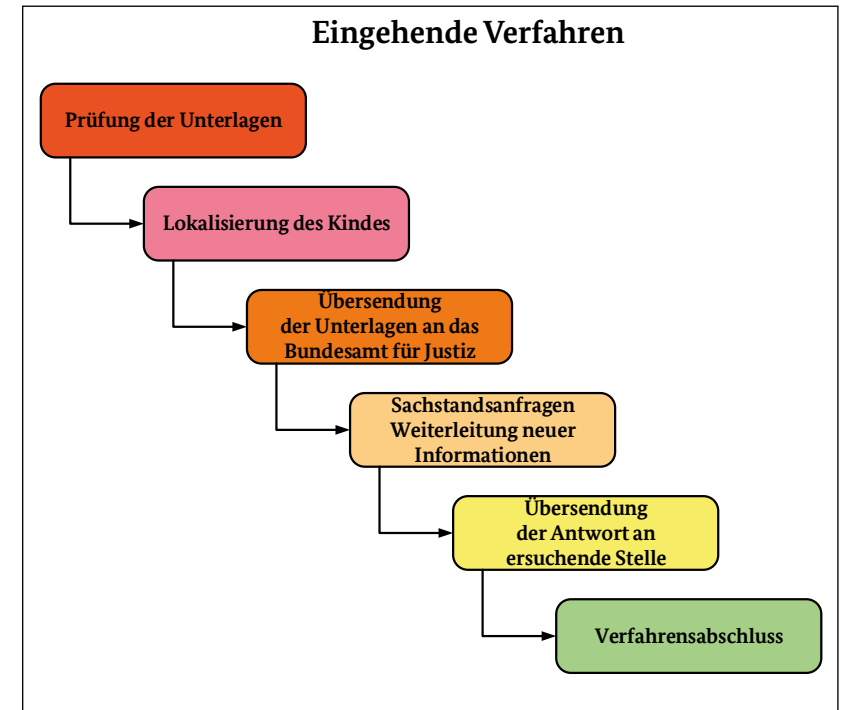 Eingehende Verfahren
Prüfung der Unterlagen
Lokalisierung des Kindes
Übersendung
der Unterlagen an das
Bundesamt für Justiz
Sachstandsanfragen
Weiterleitung neuer
Informationen
Übersendung
der Antwort an
ersuchende Stelle
Verfahrensabschluss